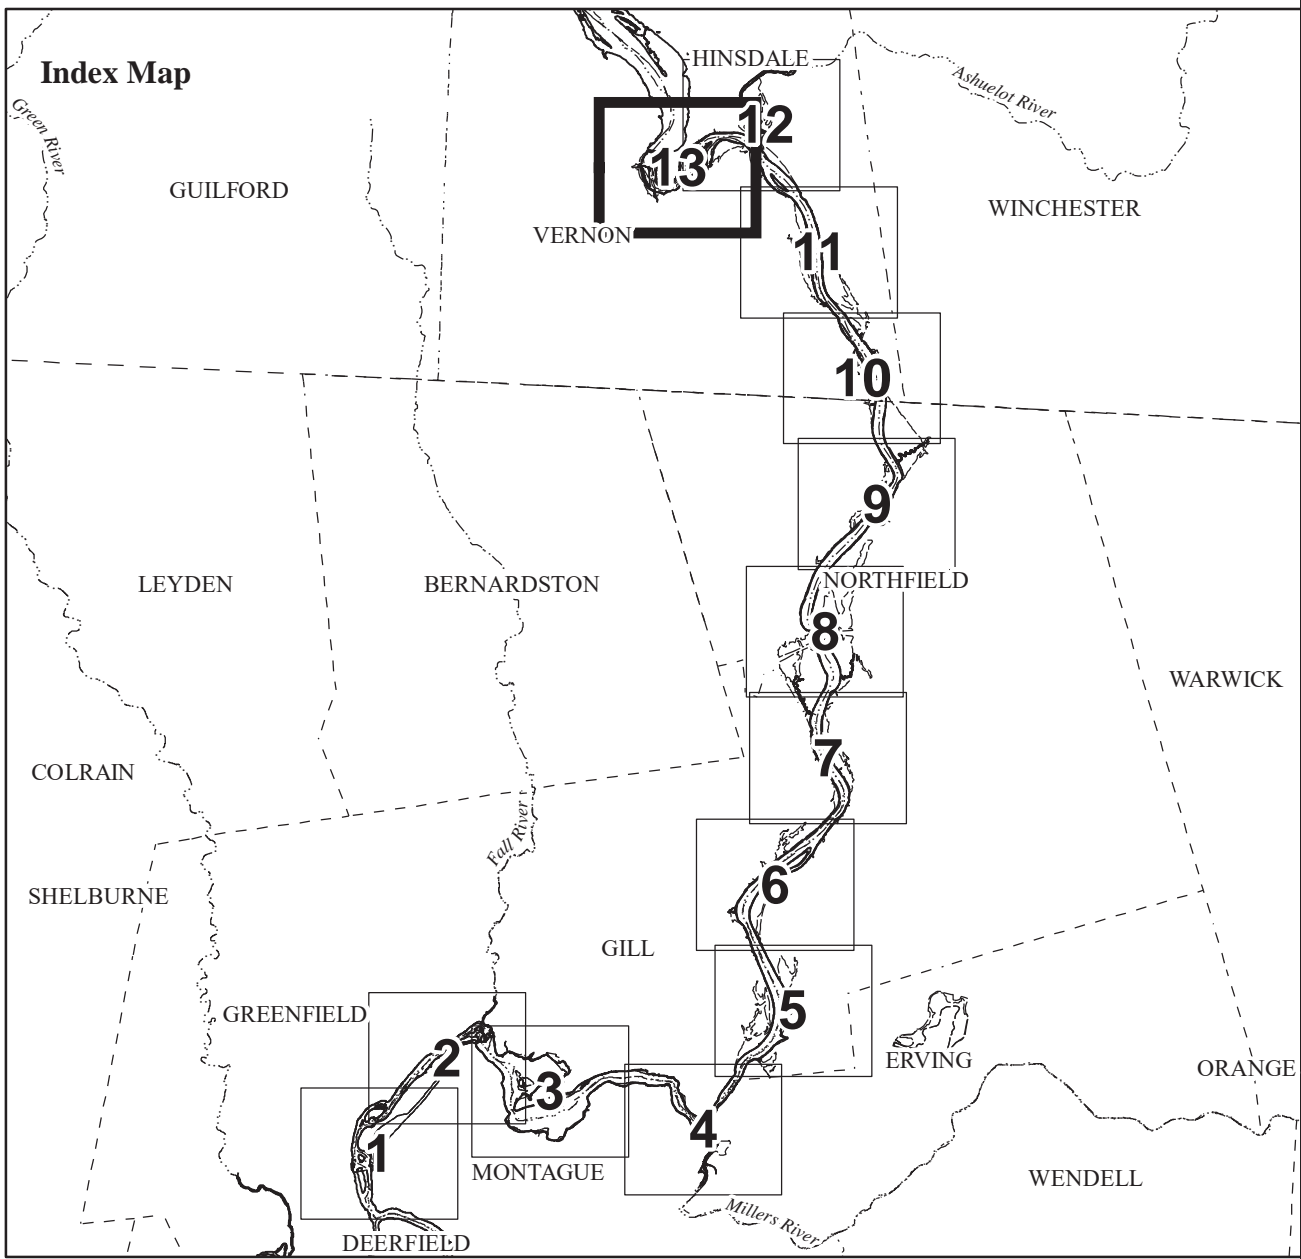 HINSDALE
Index Map
Ashuelot River
Green River
12
13
GUILFORD
WINCHESTER
VERNON
11
10
9
NORTHFIELD
LEYDEN
BERNARDSTON
8
WARWICK
7
COLRAIN
Fall River
6
SHELBURNE
GILL
5
GREENFIELD
2
ERVING
ORANGE
3
4
1
MONTAGUE
WENDELL
Millers River
DEERFIELD